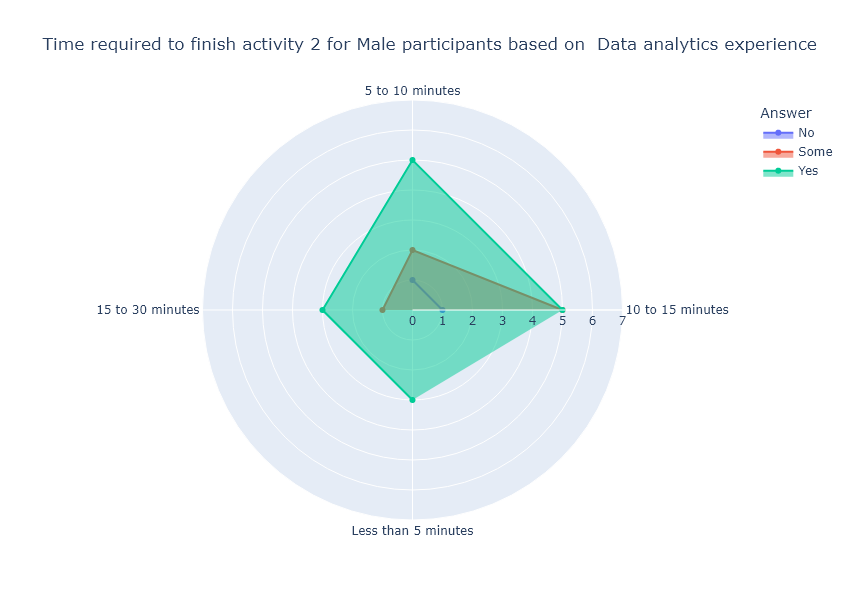 Time required to finish activity 2 for Male participants based on  Data analytics experience
5 to 10 minutes
Answer
No
Some
Yes
15 to 30 minutes
10 to 15 minutes
0 1 2 3 4 5 6 7
Less than 5 minutes